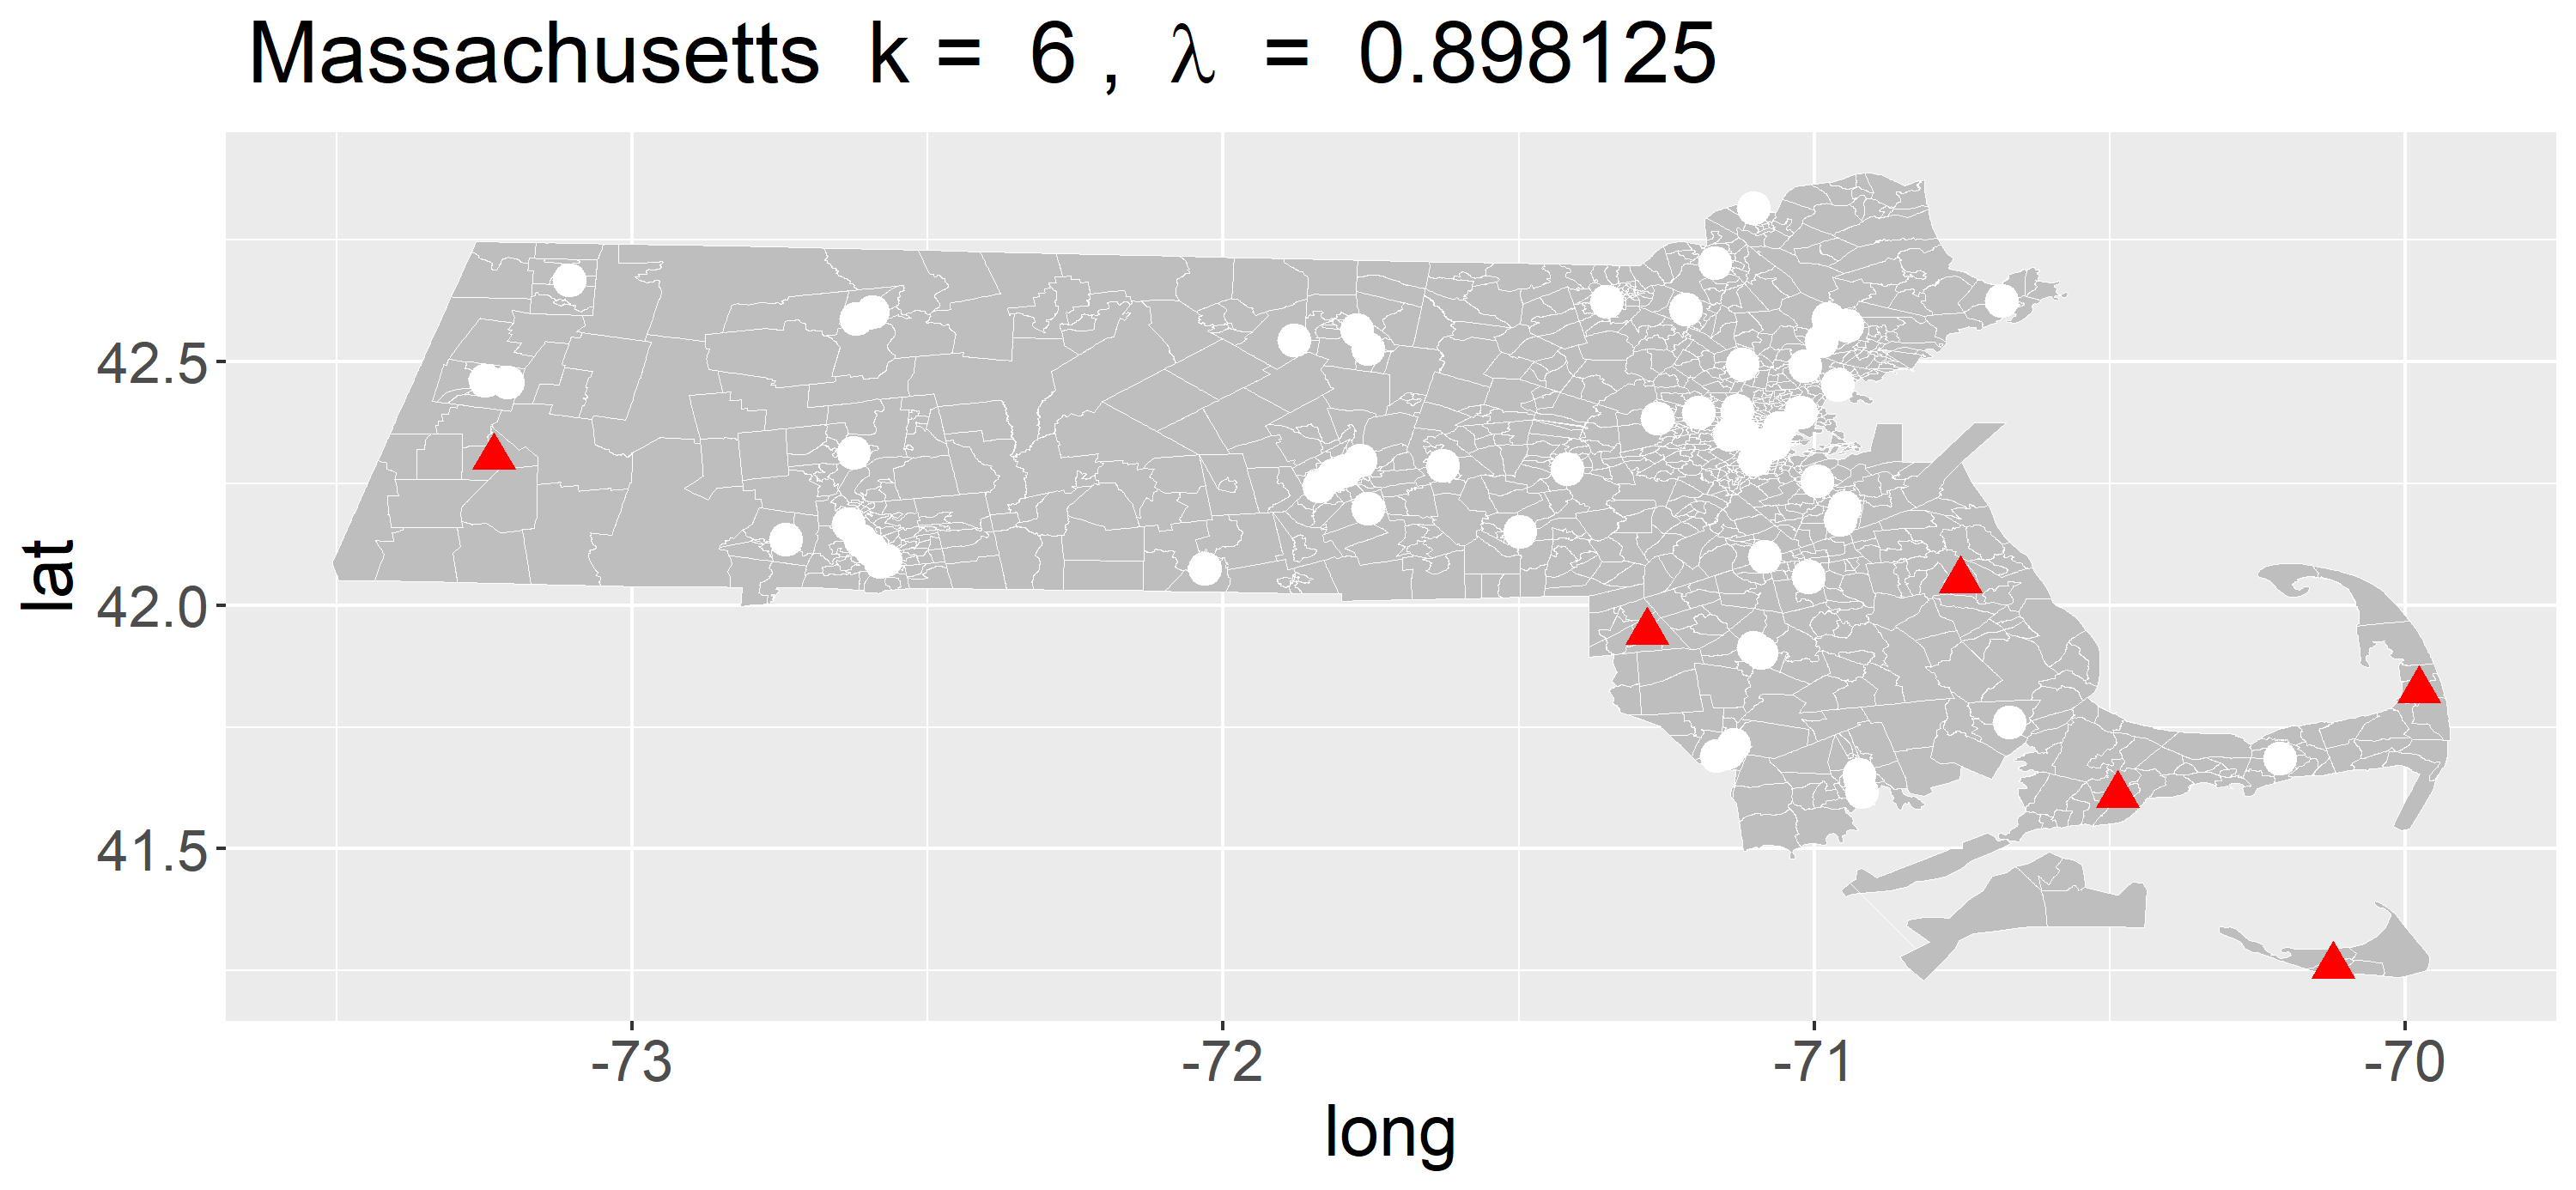 Massachusetts k = 6 , λ = 0.898125
lat
42.5
42.0
41.5
-73 -72 -71 -70
long